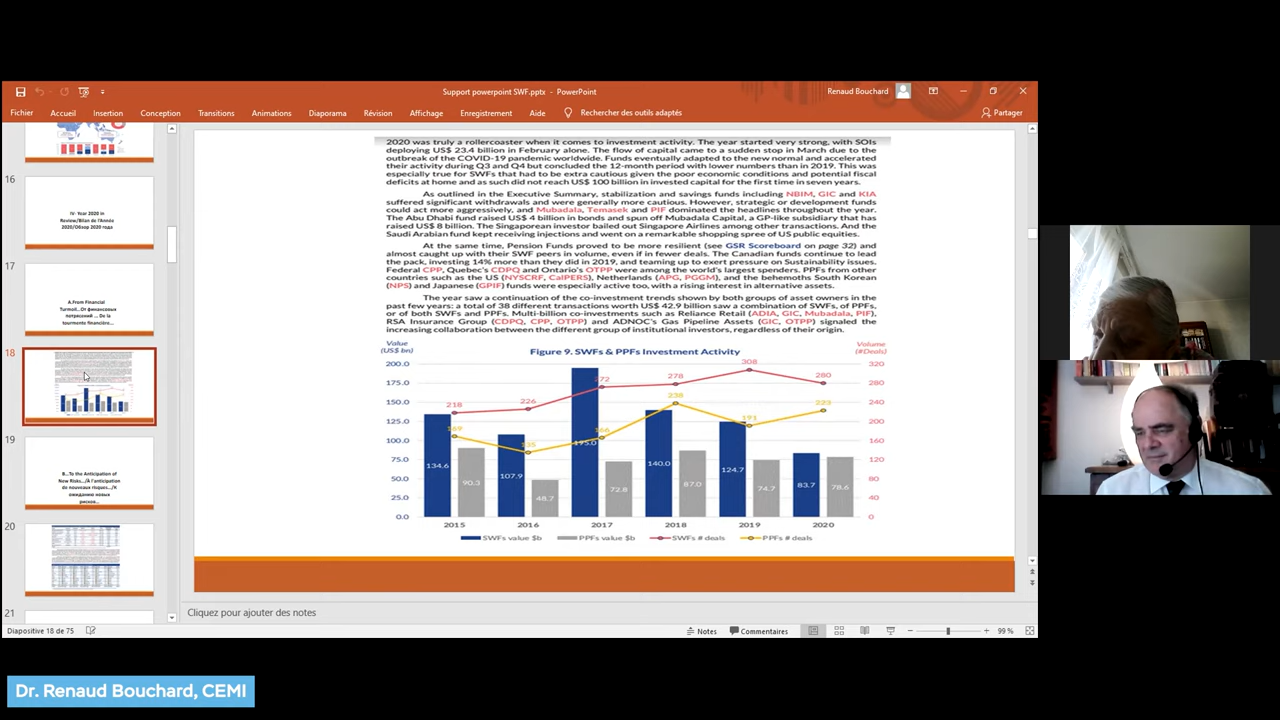 Support powerpoint SWF.pptx - PowerPoint
Renaud Bouchard
Fichier Accueil Insertion Conception Transitions Animations Diaporama Révision Affichage Enregistrement Aide Rechercher des outils adaptés Partager
16
IV- Year 2020 in
Review/Bilan de l'Année
2020/Обзор 2020 года
17
A.From Financial
Turmoil...От финансовых
потрясений ... De la
tourmente financière...
18
19
B...To the Anticipation of
New Risks.../À l'anticipation
de nouveaux risques.../К
ожиданию новых
рисков...
20
21
2020 was truly a rollercoaster when it comes to investment activity. The year started very strong, with SOIs
deploying US$ 23.4 billion in February alone. The flow of capital came to a sudden stop in March due to the
outbreak of the COVID-19 pandemic worldwide. Funds eventually adapted to the new normal and accelerated
their activity during Q3 and Q4 but concluded the 12-month period with lower numbers than in 2019. This was
especially true for SWFs that had to be extra cautious given the poor economic conditions and potential fiscal
deficits at home and as such did not reach US$ 100 billion in invested capital for the first time in seven years.
As outlined in the Executive Summary, stabilization and savings funds including NBIM, GIC and KIA
suffered significant withdrawals and were generally more cautious. However, strategic or development funds
could act more aggressively, and Mubadala, Temasek and PIF dominated the headlines throughout the year.
The Abu Dhabi fund raised US$ 4 billion in bonds and spun off Mubadala Capital, a GP-like subsidiary that has
raised US$ 8 billion. The Singaporean investor bailed out Singapore Airlines among other transactions. And the
Saudi Arabian fund kept receiving injections and went on a remarkable shopping spree of US public equities.
At the same time, Pension Funds proved to be more resilient (see GSR Scoreboard on page 32) and
almost caught up with their SWF peers in volume, even if in fewer deals. The Canadian funds continue to lead
the pack, investing 14% more than they did in 2019, and teaming up to exert pressure on Sustainability issues.
Federal CPP, Quebec's CDPQ and Ontario's OTPP were among the world's largest spenders. PPFs from other
countries such as the US (NYSCRF, CalPERS), Netherlands (APG, PGGM), and the behemoths South Korean
(NPS) and Japanese (GPIF) funds were especially active too, with a rising interest in alternative assets.
The year saw a continuation of the co-investment trends shown by both groups of asset owners in the
past few years: a total of 38 different transactions worth US$ 42.9 billion saw a combination of SWFs, of PPFs,
or of both SWFs and PPFs. Multi-billion co-investments such as Reliance Retail (ADIA, GIC, Mubadala, PIF),
RSA Insurance Group (CDPQ, CPP, OTPP) and ADNOC's Gas Pipeline Assets (GIC, OTPP) signaled the
increasing collaboration between the different group of institutional investors, regardless of their origin.
Value
(US$ bn)
Figure 9. SWFs & PPFs Investment Activity
Volume
(#Deals)
200.0 308 320
175.0 272 278 280 280
150.0 218 226 238 223 240
125.0 169 135 166 191 200
100.0 195.0 160
75.0 134.6 107.9 140.0 124.7 120
50.0 90.3 72.8 87.0 74.7 83.7 78.6 80
25.0 48.7 40
0.0 0
2015 2016 2017 2018 2019 2020
SWFs value $b PPFs value $b SWFs # deals PPFs # deals
Cliquez pour ajouter des notes
Diapositive 18 de 75 Notes Commentaires 99 %
Dr. Renaud Bouchard, CEMI